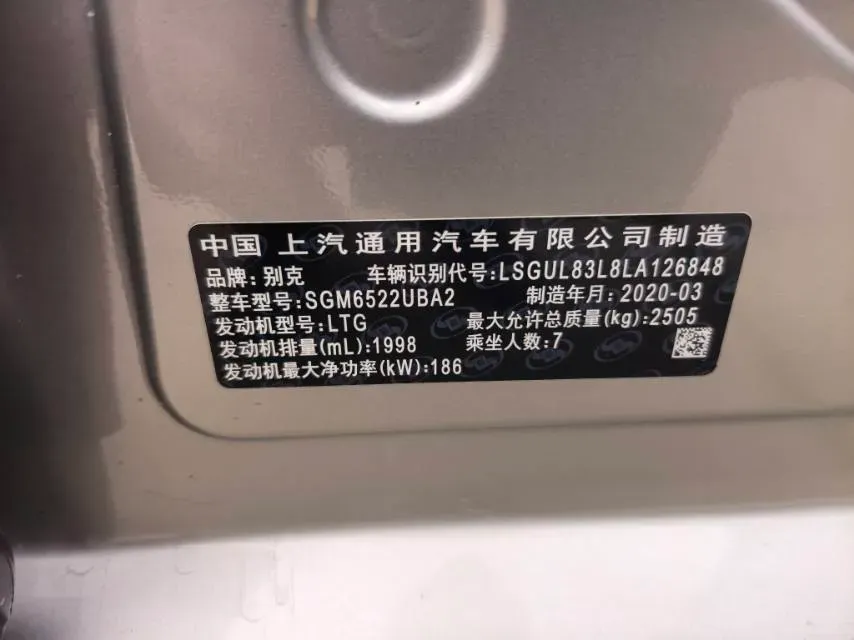 中国 上汽通用汽车有限公司制造
品牌:别克 车辆识别代号:LSGUL83L8LA126848
整车型号:SGM6522UBA2 制造年月:2020-03
发动机型号:LTG 最大允许总质量(kg):2505
发动机排量(mL):1998 乘坐人数:7
发动机最大净功率(kW):186